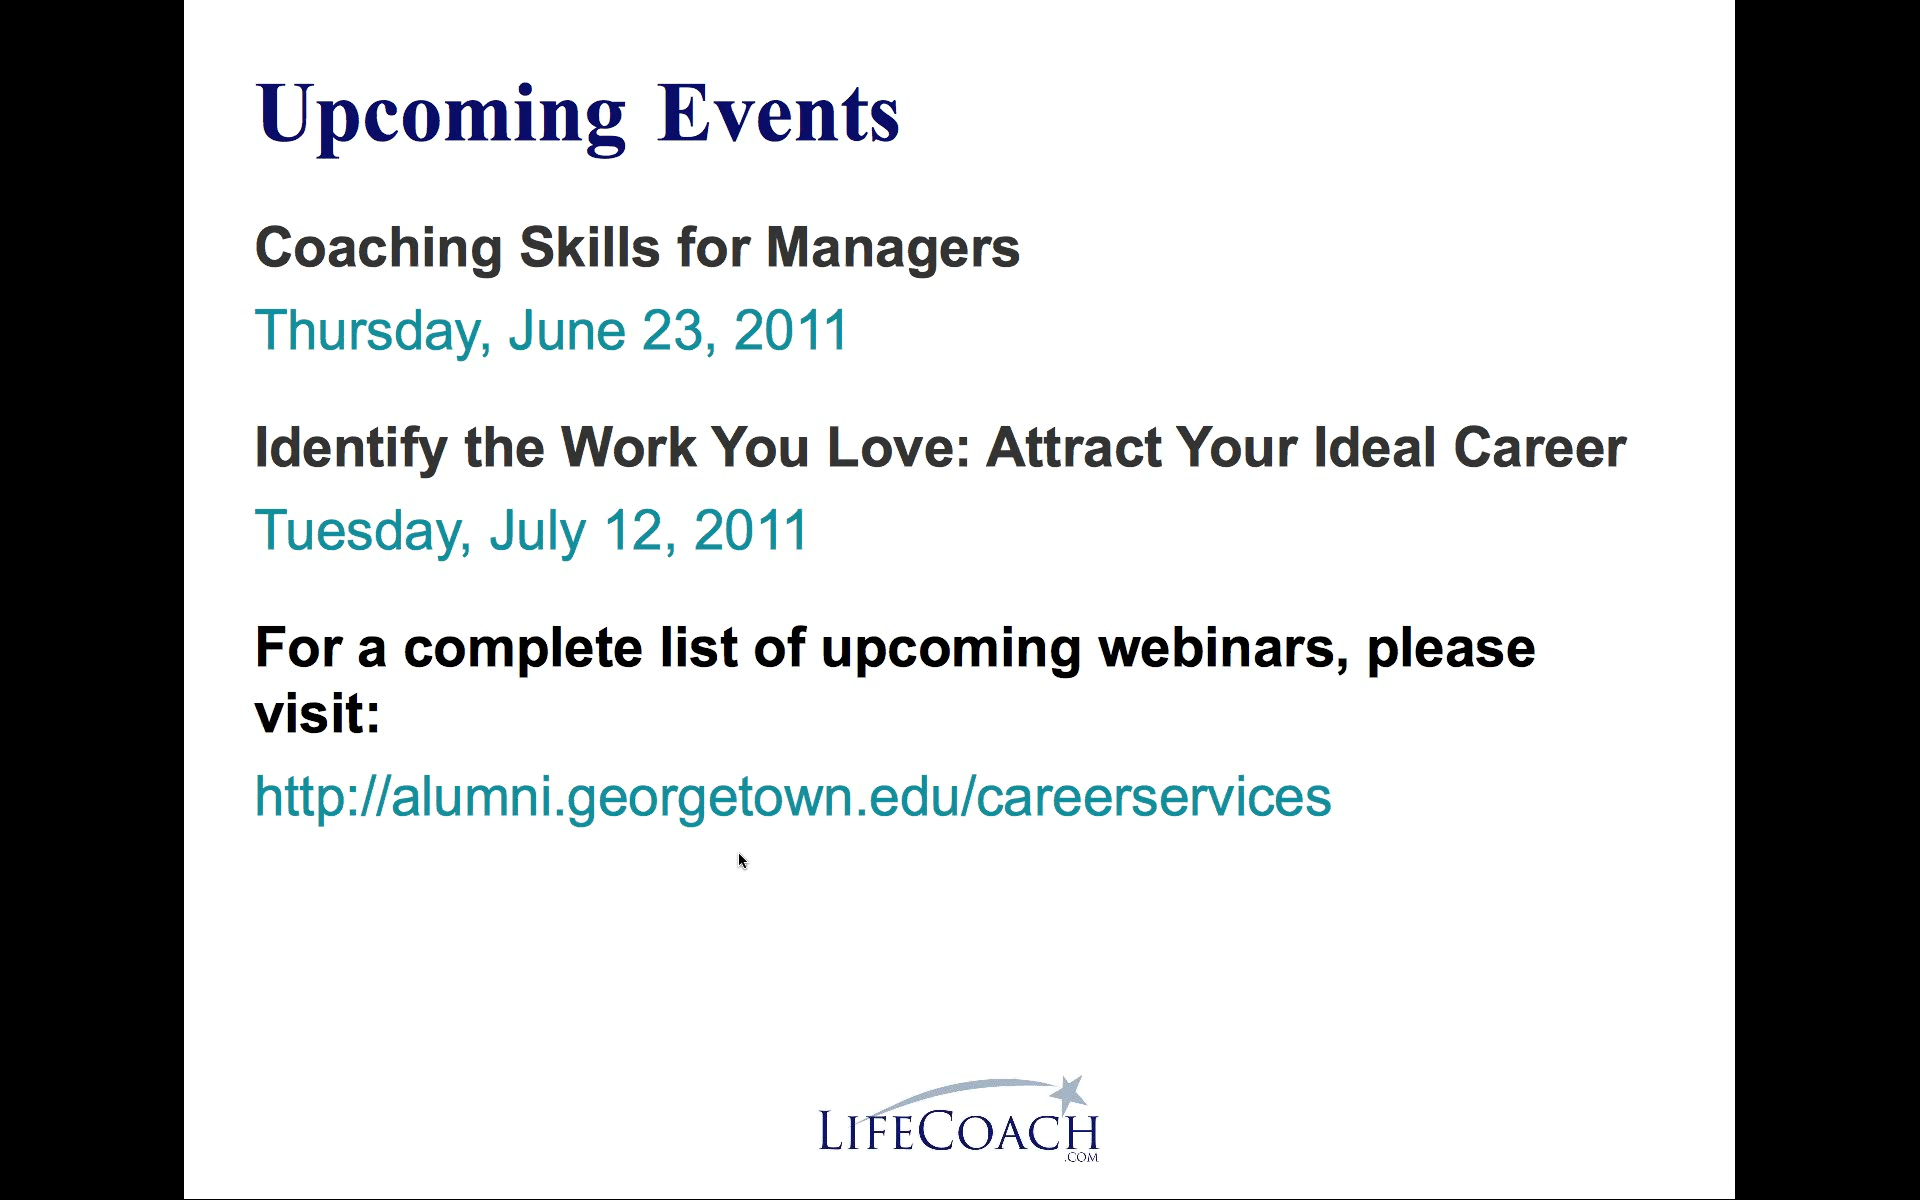 Upcoming Events
Coaching Skills for Managers
Thursday, June 23, 2011
Identify the Work You Love: Attract Your Ideal Career
Tuesday, July 12, 2011
For a complete list of upcoming webinars, please
visit:
http://alumni.georgetown.edu/careerservices
LIFECOACH
.COM